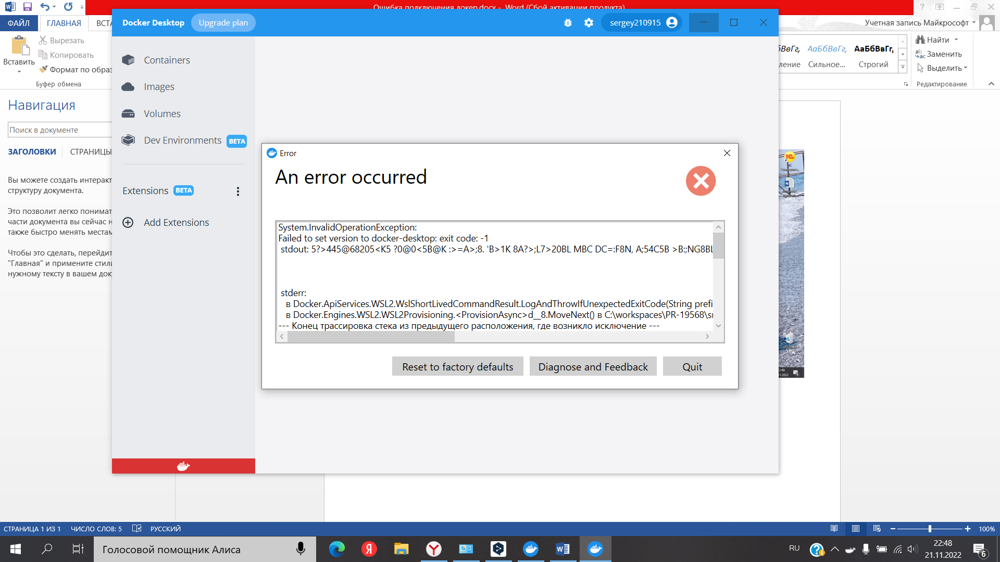 Ошибка подключения докер.docx - Word (Сбой активации продукта)
ФАЙЛ
ГЛАВНАЯ
ВСТА
Учетная запись Майкрософт
Вставить
Вырезать
Копировать
Формат по образ
Буфер обмена
АаБбВвГг,
АаБбВвГг,
Сильное...
Строгий
Найти
Заменить
Выделить
Редактирование
Навигация
Поиск в документе
ЗАГОЛОВКИ
СТРАНИЦЫ
Вы можете создать интеракт
структуру документа.
Это позволит легко понимат
части документа вы сейчас н
также быстро менять местам
Чтобы это сделать, перейдит
"Главная" и примените стили
нужному тексту в вашем док
Docker Desktop
Upgrade plan
sergey210915
Containers
Images
Volumes
Dev Environments BETA
Extensions BETA
Add Extensions
Error
An error occurred
System.InvalidOperationException:
Failed to set version to docker-desktop: exit code: -1
stdout: 5?>445@68205<K5 ?0@0<5B@K :>=A>;8. 'B>1K 8A?>;L7>20BL MBC DC=:F8N, A;54C5B >B:;NG8BL
stderr:
в Docker.ApiServices.WSL2.WslShortLivedCommandResult.LogAndThrowIfUnexpectedExitCode(String prefi
в Docker.Engines.WSL2.WSL2Provisioning.<ProvisionAsync>d__8.MoveNext() в C:\workspaces\PR-19568\sr
--- Конец трассировка стека из предыдущего расположения, где возникло исключение ---
Reset to factory defaults
Diagnose and Feedback
Quit
СТРАНИЦА 1 ИЗ 1
ЧИСЛО СЛОВ: 5
РУССКИЙ
100%
Голосовой помощник Алиса
RU
22:48
21.11.2022
6